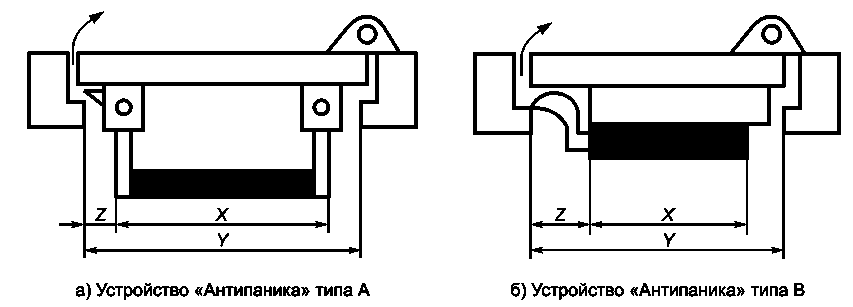 Z X Z X
Y Y
а) Устройство «Антипаника» типа А б) Устройство «Антипаника» типа В